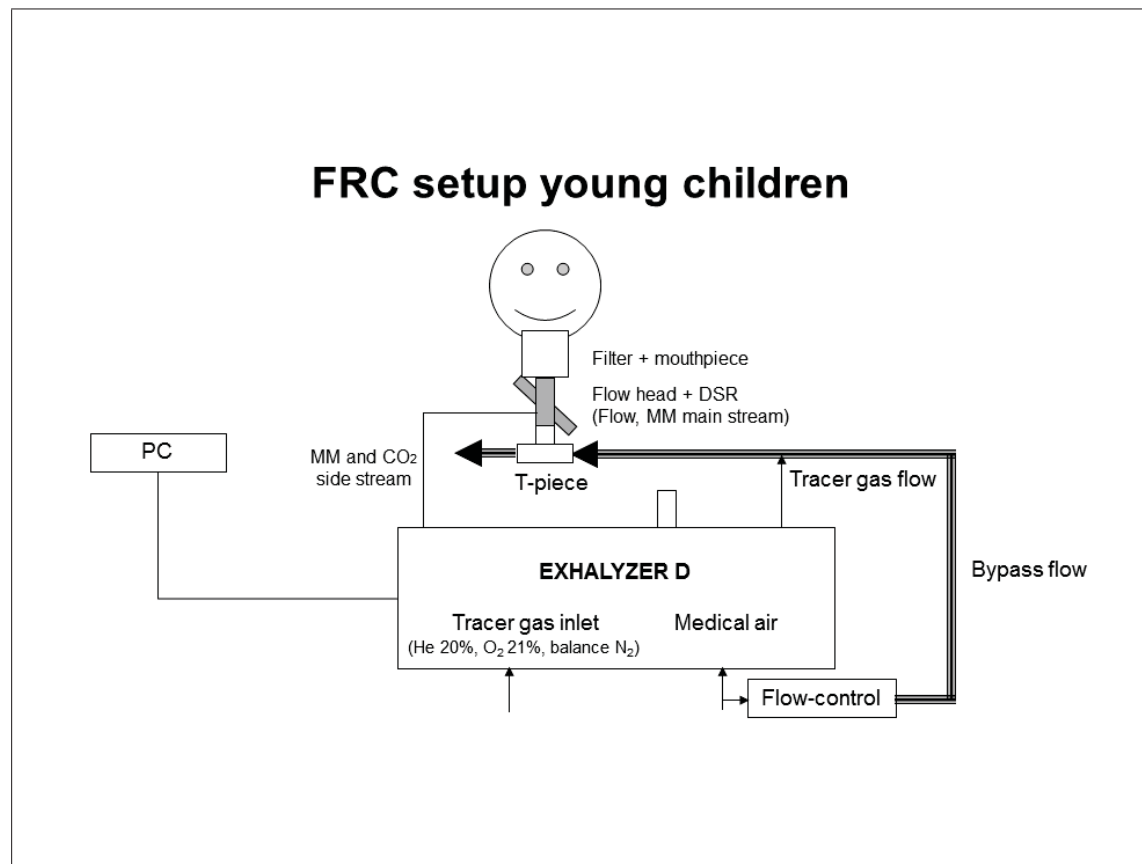 FRC setup young children
Filter + mouthpiece
Flow head + DSR
(Flow, MM main stream)
PC
MM and CO₂
side stream
T-piece
Tracer gas flow
Bypass flow
EXHALYZER D
Tracer gas inlet
(He 20%, O₂ 21%, balance N₂)
Medical air
Flow-control